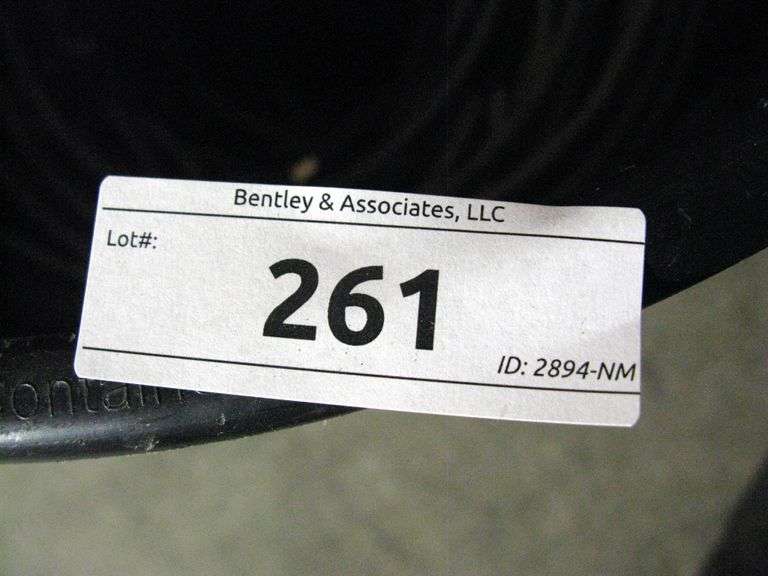 Bentley & Associates, LLC
Lot#:
261
ID: 2894-NM